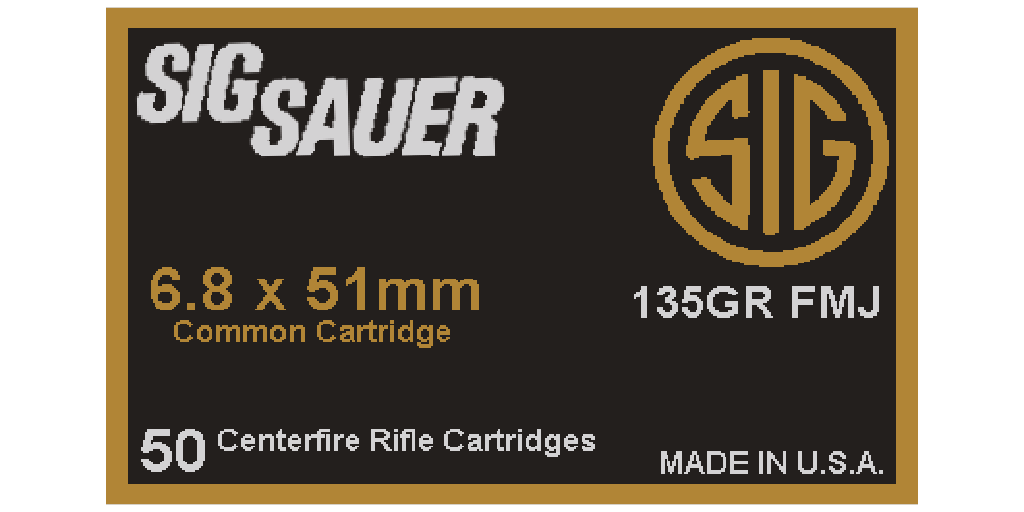 SIG SAUER
SIG
6.8 x 51mm
Common Cartridge
135GR FMJ
50 Centerfire Rifle Cartridges
MADE IN U.S.A.